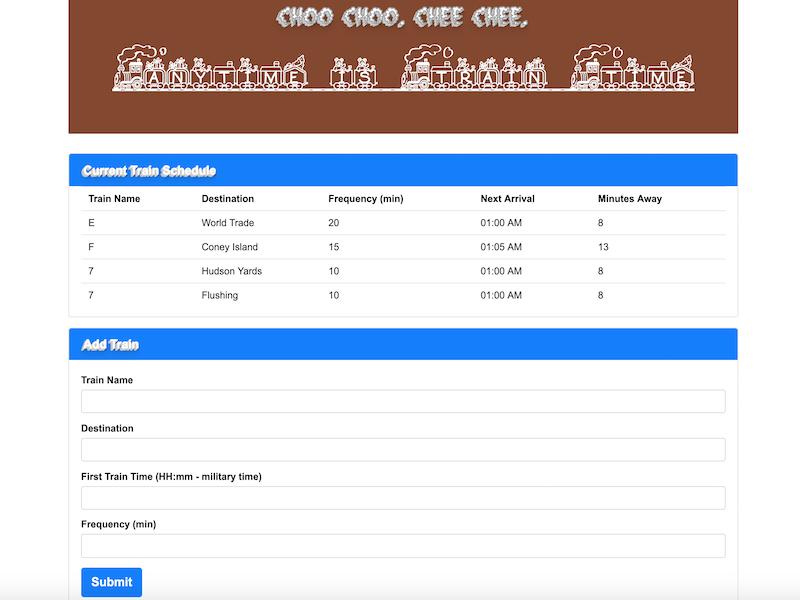 CHOO CHOO. CHEE CHEE.
ANYTIME IS TRAIN TIME
Current Train Schedule
Train Name Destination Frequency (min) Next Arrival Minutes Away
E World Trade 20 01:00 AM 8
F Coney Island 15 01:05 AM 13
7 Hudson Yards 10 01:00 AM 8
7 Flushing 10 01:00 AM 8
Add Train
Train Name
Destination
First Train Time (HH:mm - military time)
Frequency (min)
Submit